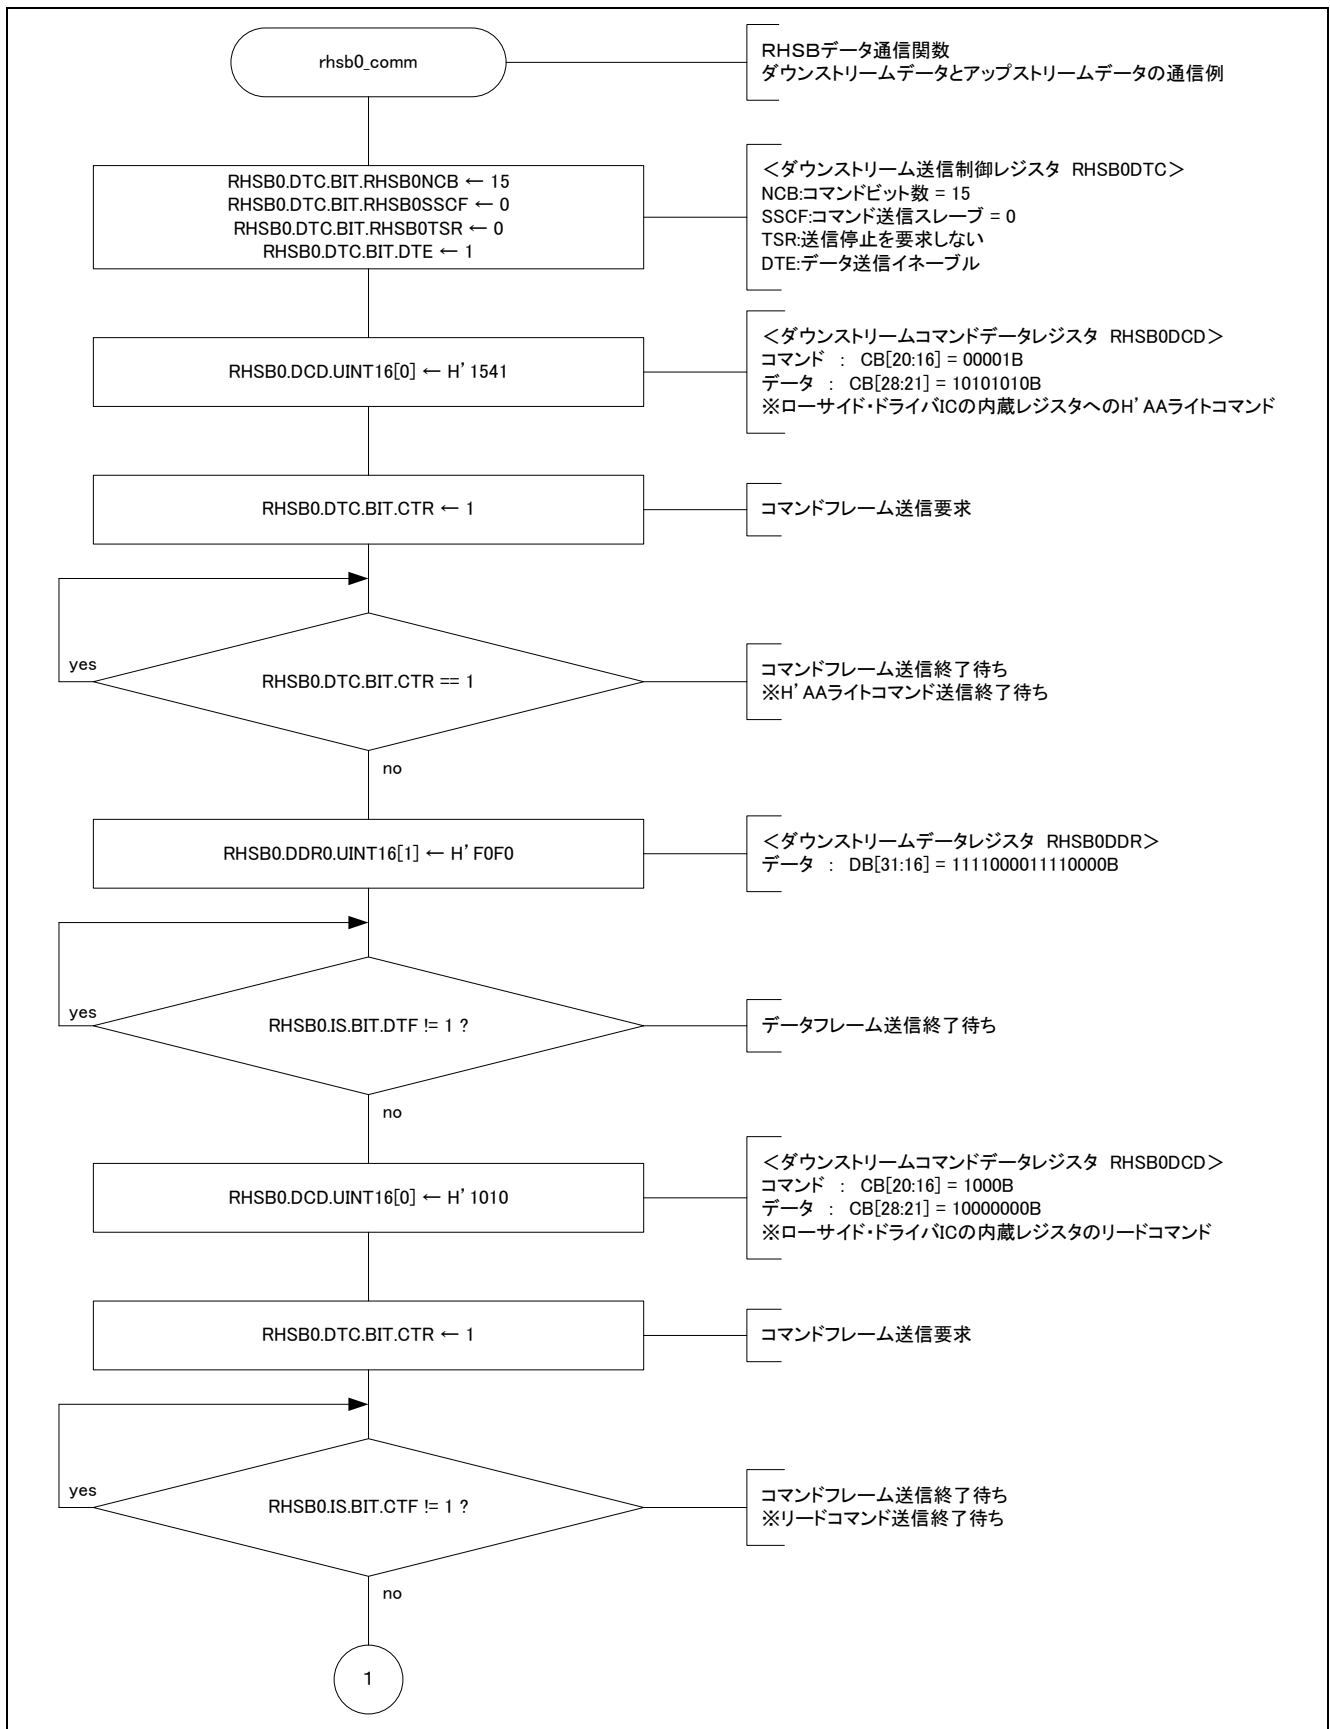 rhsb0_comm
RHSBデータ通信関数
ダウンストリームデータとアップストリームデータの通信例
RHSB0.DTC.BIT.RHSB0NCB ← 15
RHSB0.DTC.BIT.RHSB0SSCF ← 0
RHSB0.DTC.BIT.RHSB0TSR ← 0
RHSB0.DTC.BIT.DTE ← 1
＜ダウンストリーム送信制御レジスタ RHSB0DTC＞
NCB:コマンドビット数 = 15
SSCF:コマンド送信スレーブ = 0
TSR:送信停止を要求しない
DTE:データ送信イネーブル
RHSB0.DCD.UINT16[0] ← H'1541
＜ダウンストリームコマンドデータレジスタ RHSB0DCD＞
コマンド : CB[20:16] = 00001B
データ : CB[28:21] = 10101010B
※ローサイド・ドライバICの内蔵レジスタへのH'AAライトコマンド
RHSB0.DTC.BIT.CTR ← 1
コマンドフレーム送信要求
yes
RHSB0.DTC.BIT.CTR == 1
コマンドフレーム送信終了待ち
※H'AAライトコマンド送信終了待ち
no
RHSB0.DDR0.UINT16[1] ← H'F0F0
＜ダウンストリームデータレジスタ RHSB0DDR＞
データ : DB[31:16] = 1111000011110000B
yes
RHSB0.IS.BIT.DTF != 1 ?
データフレーム送信終了待ち
no
RHSB0.DCD.UINT16[0] ← H'1010
＜ダウンストリームコマンドデータレジスタ RHSB0DCD＞
コマンド : CB[20:16] = 1000B
データ : CB[28:21] = 10000000B
※ローサイド・ドライバICの内蔵レジスタのリードコマンド
RHSB0.DTC.BIT.CTR ← 1
コマンドフレーム送信要求
yes
RHSB0.IS.BIT.CTF != 1 ?
コマンドフレーム送信終了待ち
※リードコマンド送信終了待ち
no
1